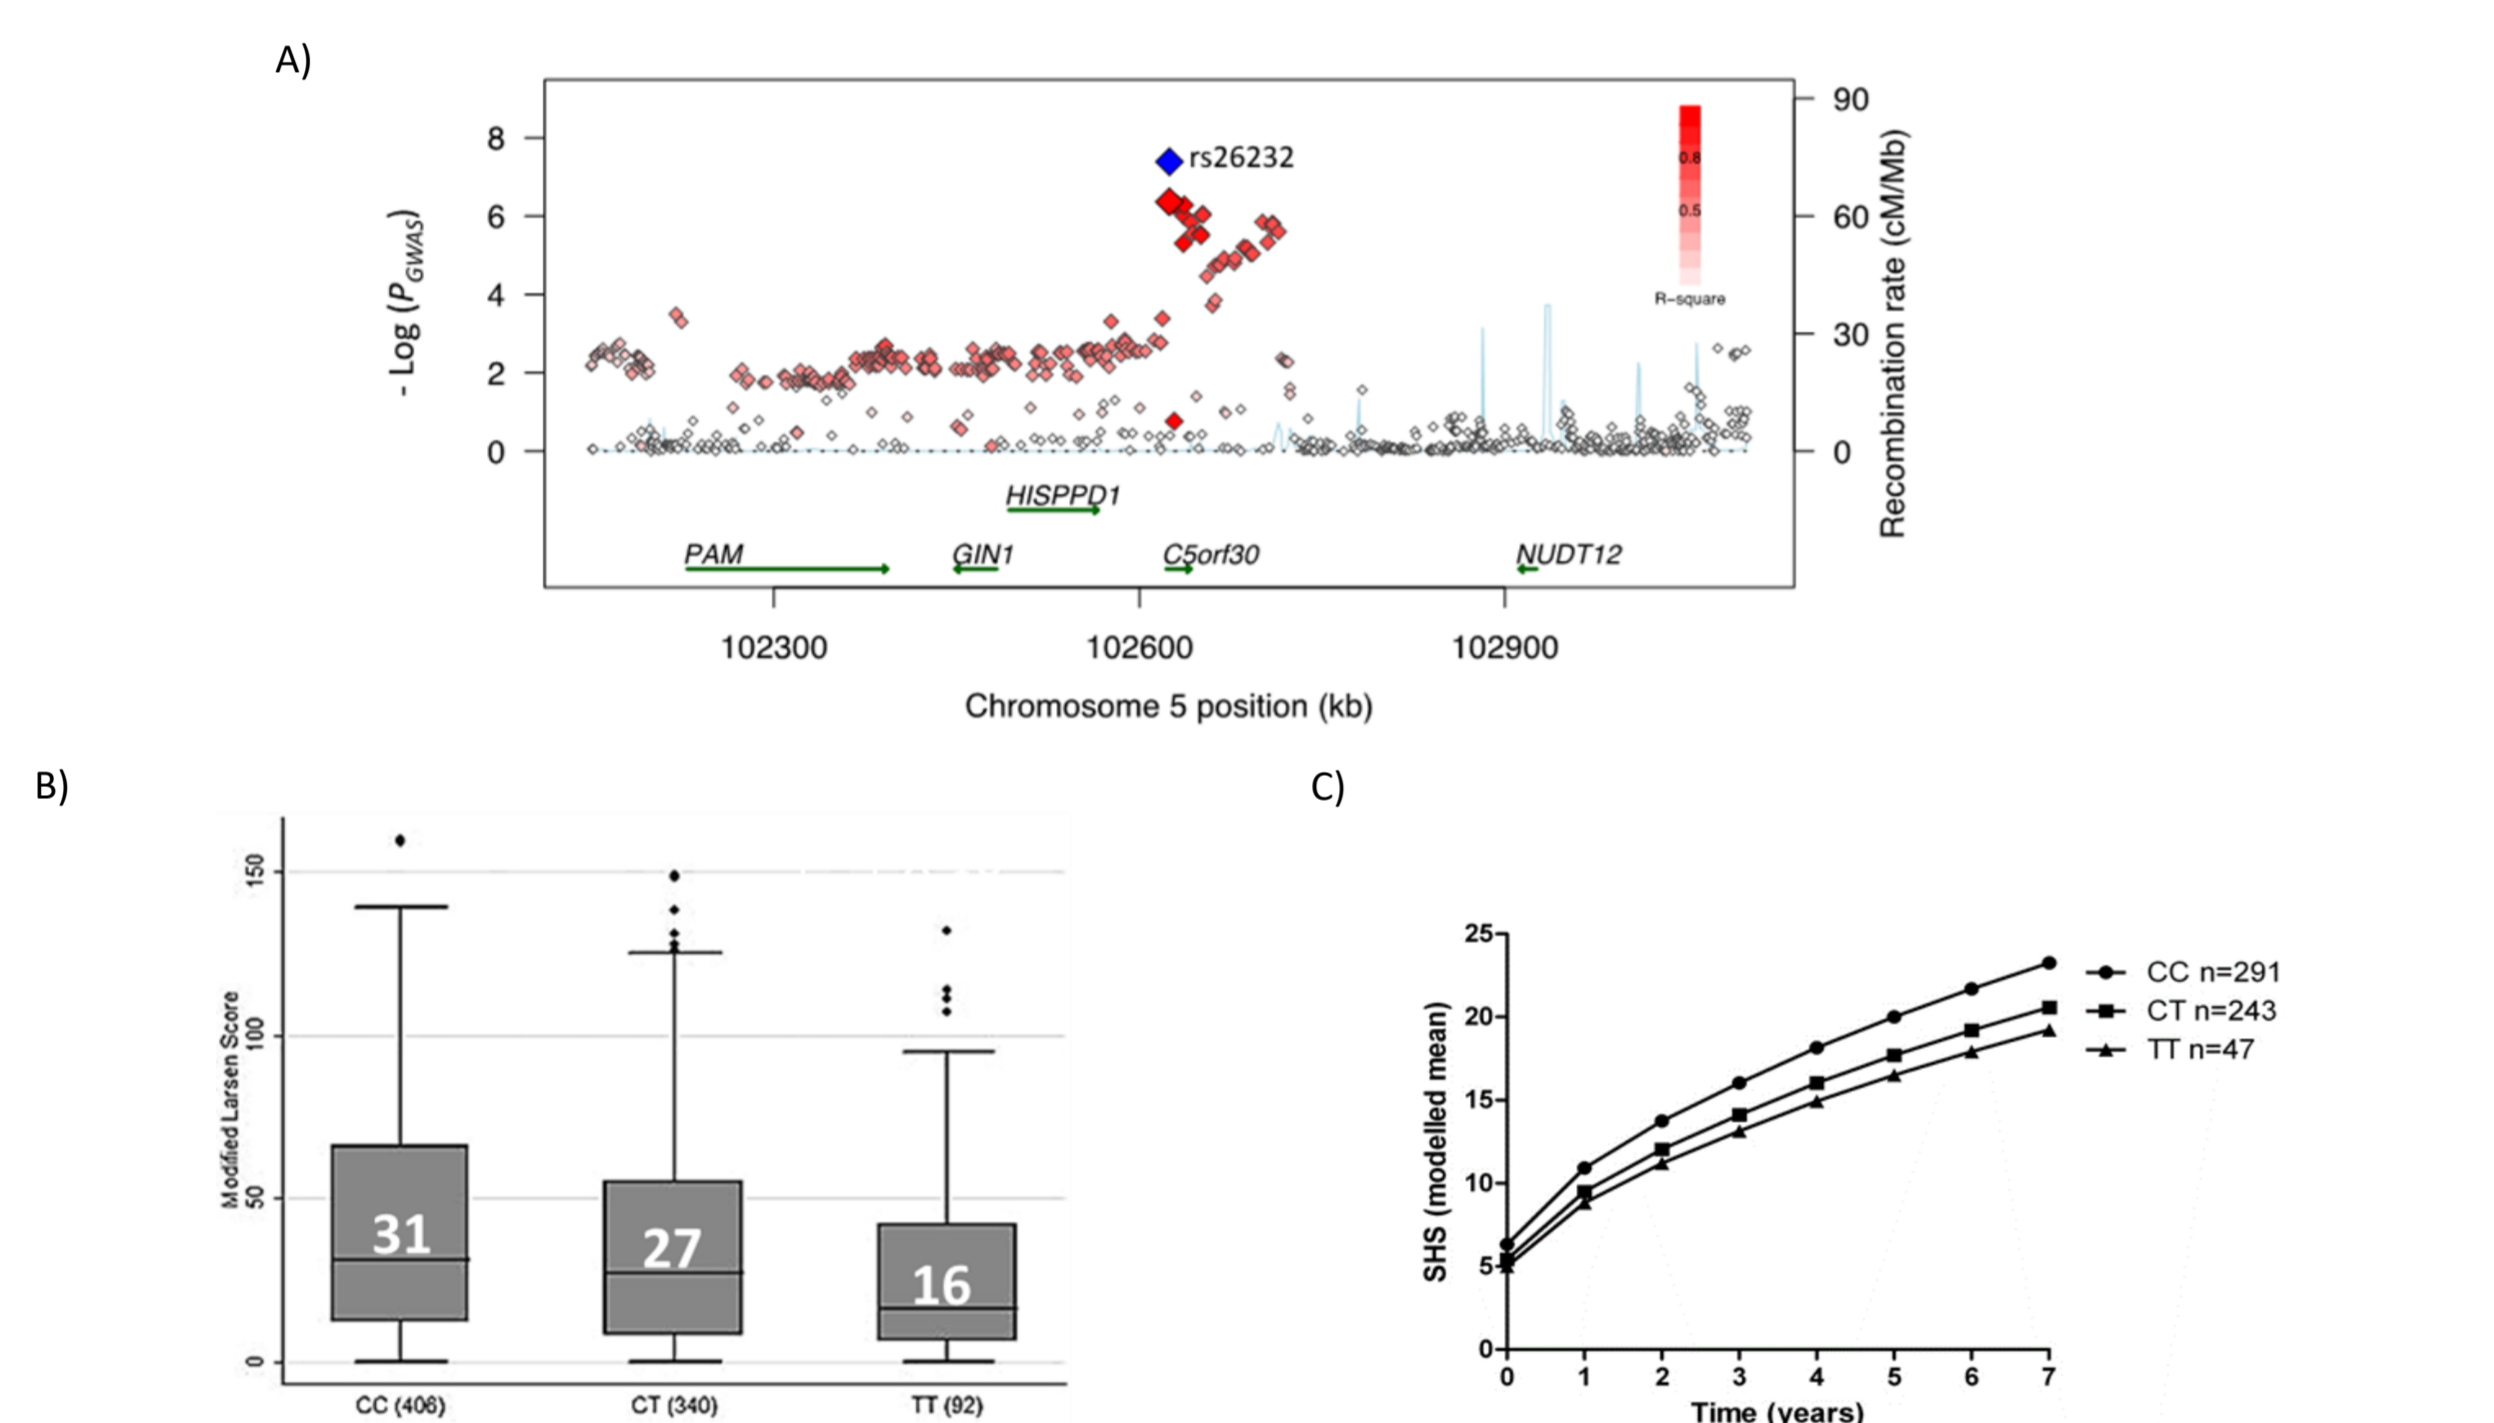 A)
- Log (PGWAS)
8
6
4
2
0
rs26232
0.8
0.5
R-square
90
60
30
0
Recombination rate (cM/Mb)
HISPPD1
PAM
GIN1
C5orf30
NUDT12
102300
102600
102900
Chromosome 5 position (kb)
B)
Modified Larsen Score
150
100
50
0
31
27
16
CC (406)
CT (340)
TT (92)
C)
SHS (modelled mean)
25
20
15
10
5
0
0 1 2 3 4 5 6 7
Time (years)
CC n=291
CT n=243
TT n=47